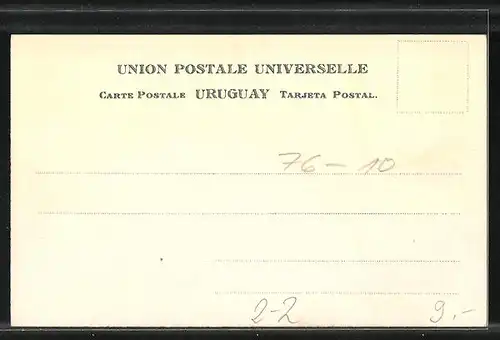 UNION POSTALE UNIVERSELLE
CARTE POSTALE URUGUAY TARJETA POSTAL.
76-10
2-2 9.-